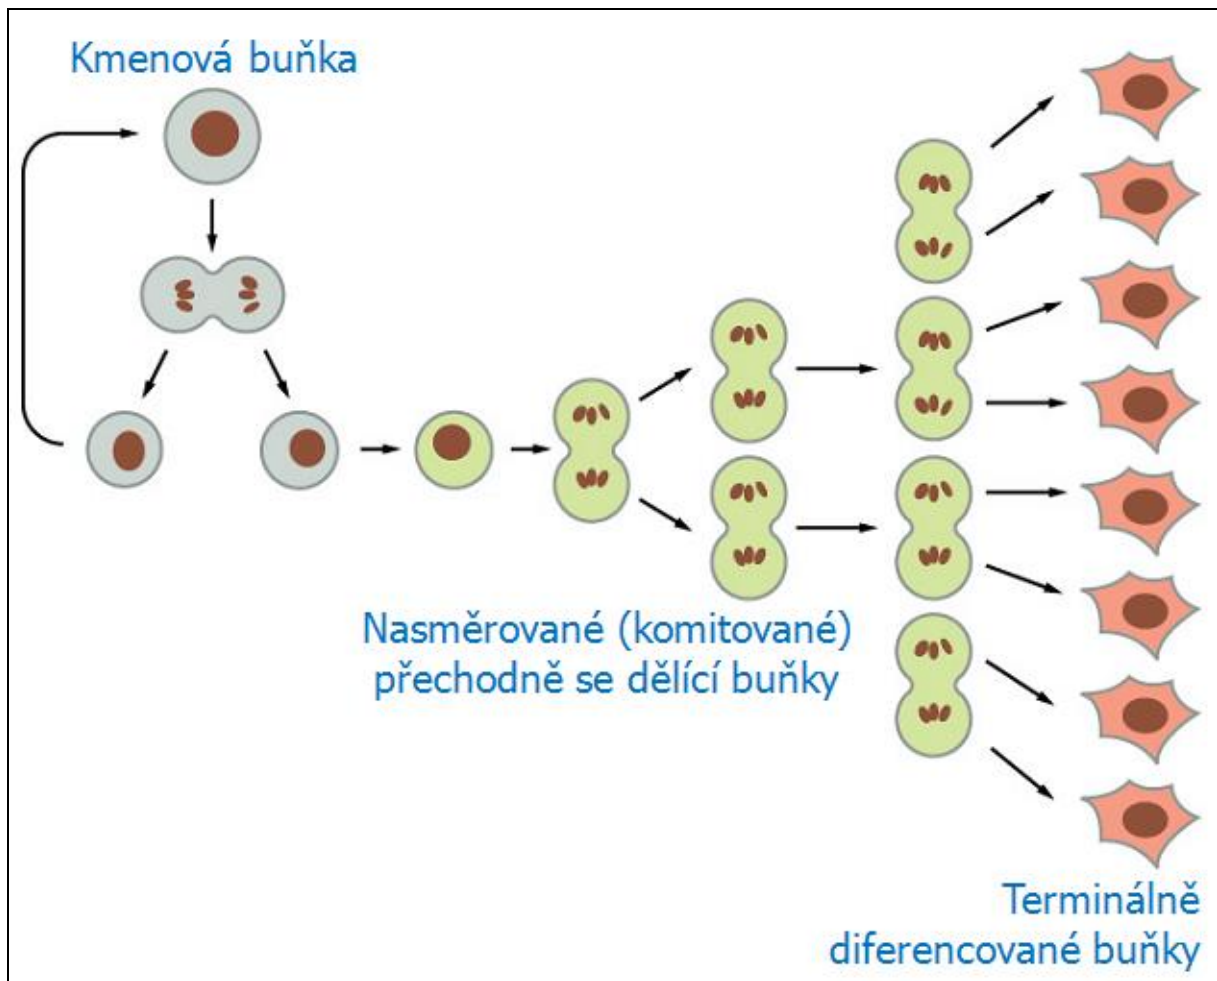 Kmenová buňka
Nasměrované (komitované)
přechodně se dělící buňky
Terminálně
diferencované buňky